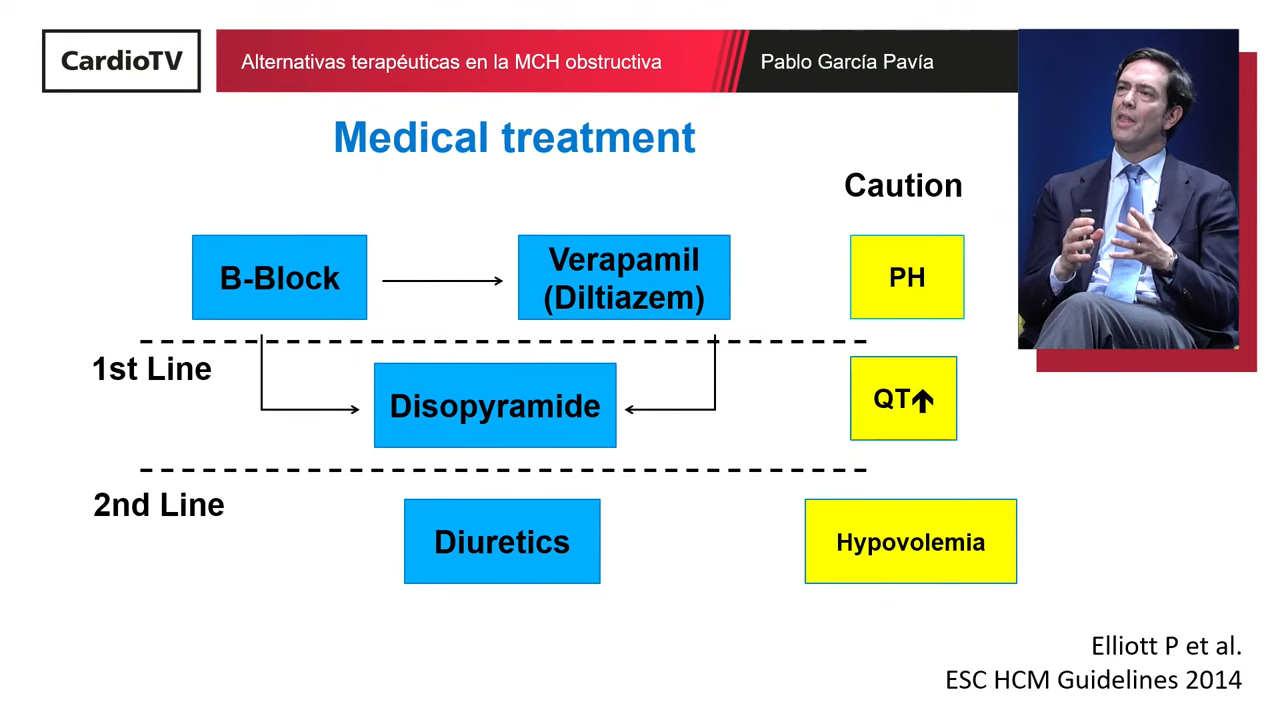 CardioTV
Alternativas terapéuticas en la MCH obstructiva
Pablo García Pavía
Medical treatment
Caution
B-Block
Verapamil
(Diltiazem)
PH
1st Line
Disopyramide
QT🡅
2nd Line
Diuretics
Hypovolemia
Elliott P et al.
ESC HCM Guidelines 2014